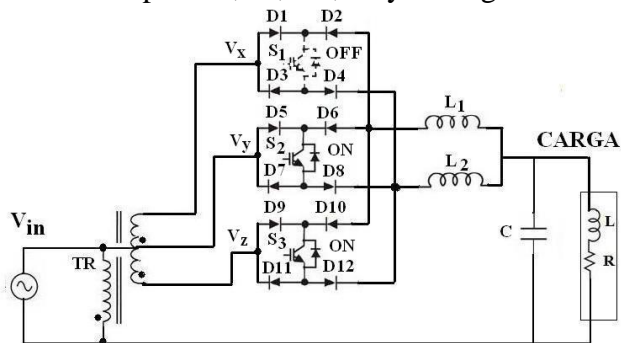 D1 D2
Vx S1 OFF
D3 D4
D5 D6
Vy S2 ON
D7 D8
D9 D10
Vz S3 ON
D11 D12
L1
L2
CARGA
C
L
R
Vin
TR